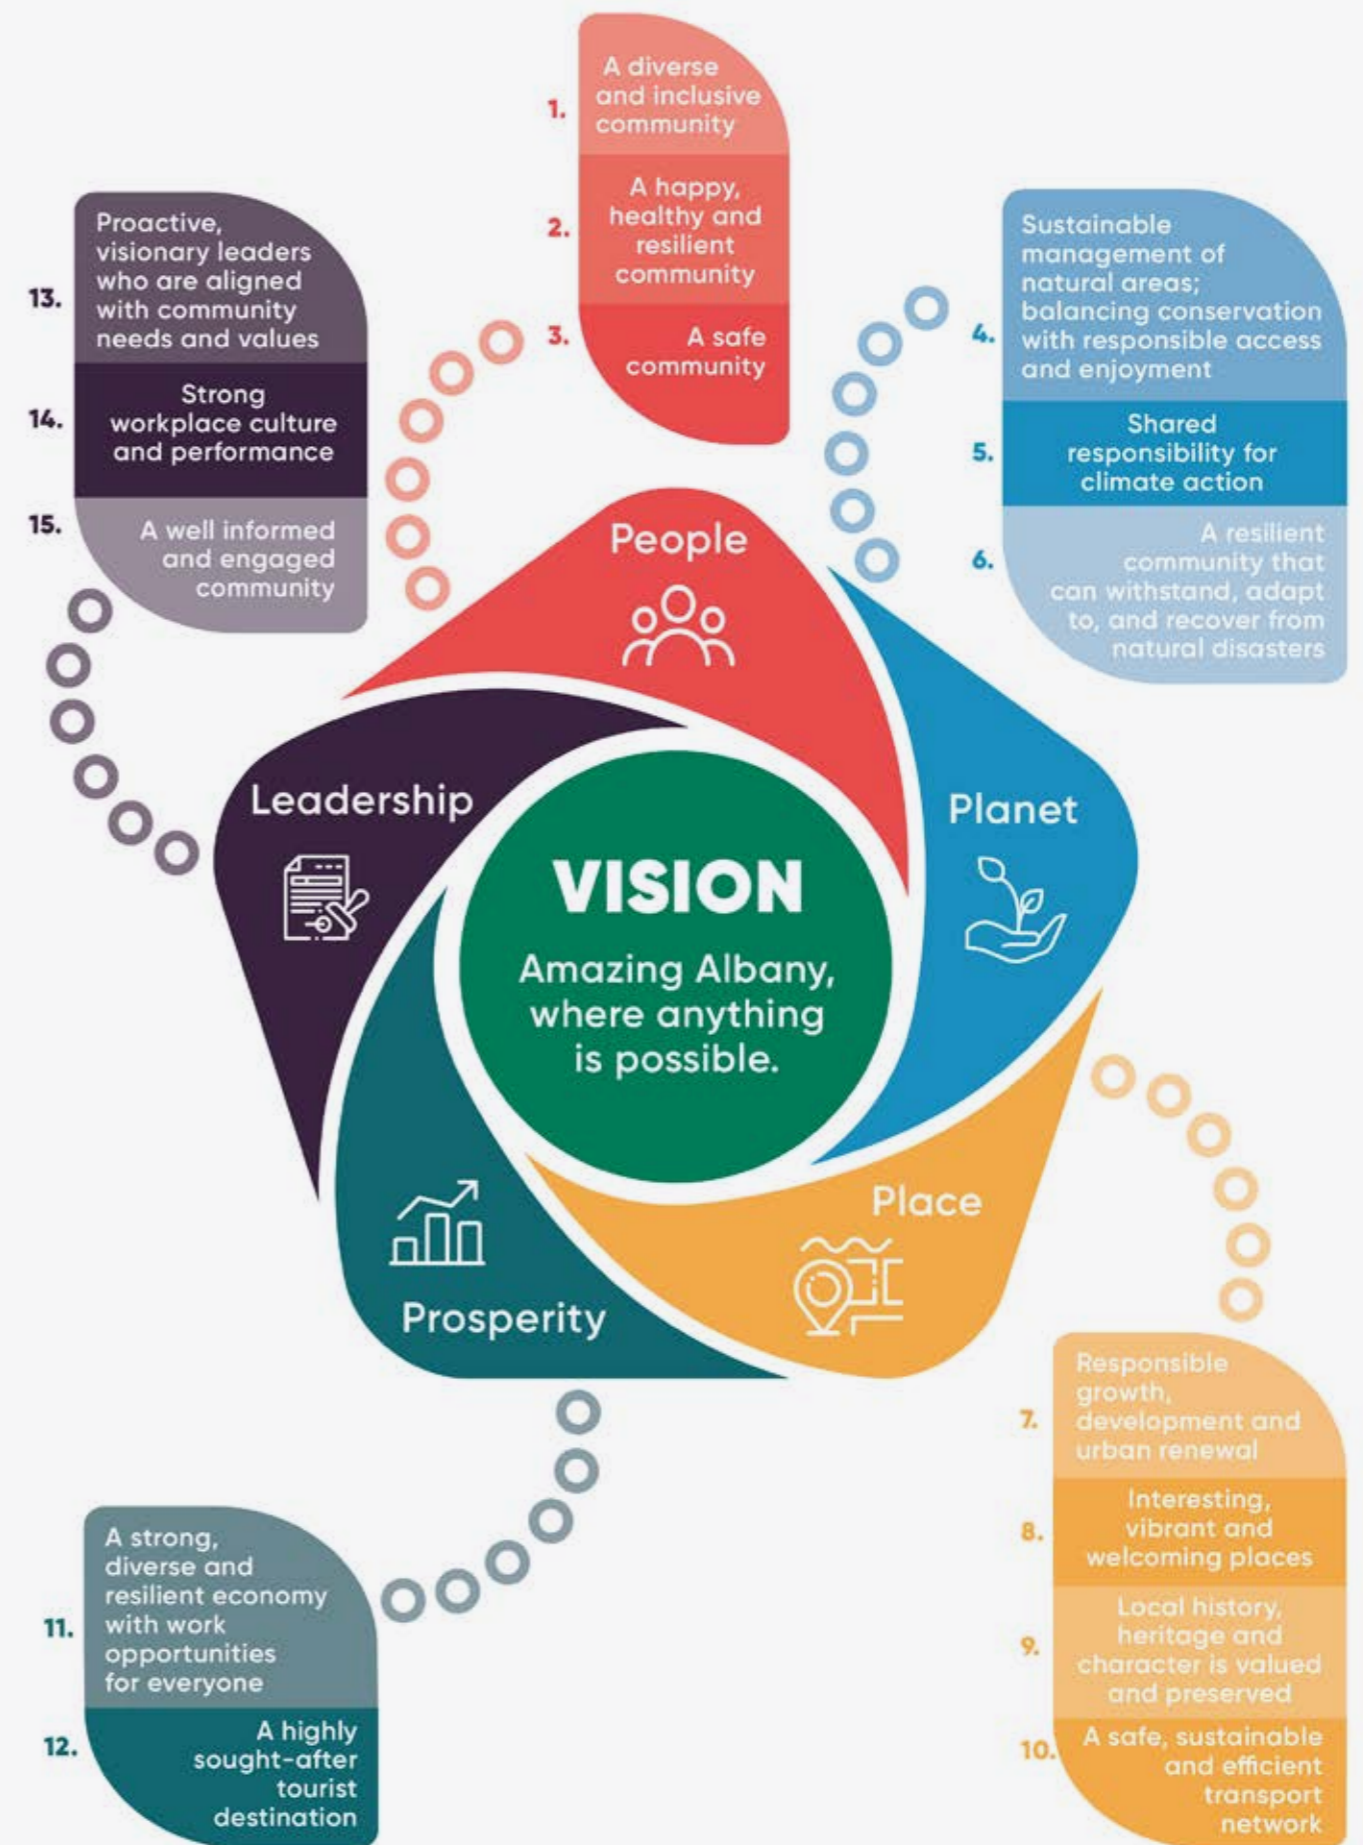 1.
A diverse
and inclusive
community
2.
A happy,
healthy and
resilient
community
3.
A safe
community
13.
Proactive,
visionary leaders
who are aligned
with community
needs and values
14.
Strong
workplace culture
and performance
15.
A well informed
and engaged
community
4.
Sustainable
management of
natural areas;
balancing conservation
with responsible access
and enjoyment
5.
Shared
responsibility for
climate action
6.
A resilient
community that
can withstand, adapt
to, and recover from
natural disasters
People
Leadership
Planet
VISION
Amazing Albany,
where anything
is possible.
Place
Prosperity
7.
Responsible
growth,
development and
urban renewal
8.
Interesting,
vibrant and
welcoming places
9.
Local history,
heritage and
character is valued
and preserved
10.
A safe, sustainable
and efficient
transport
network
11.
A strong,
diverse and
resilient economy
with work
opportunities
for everyone
12.
A highly
sought-after
tourist
destination